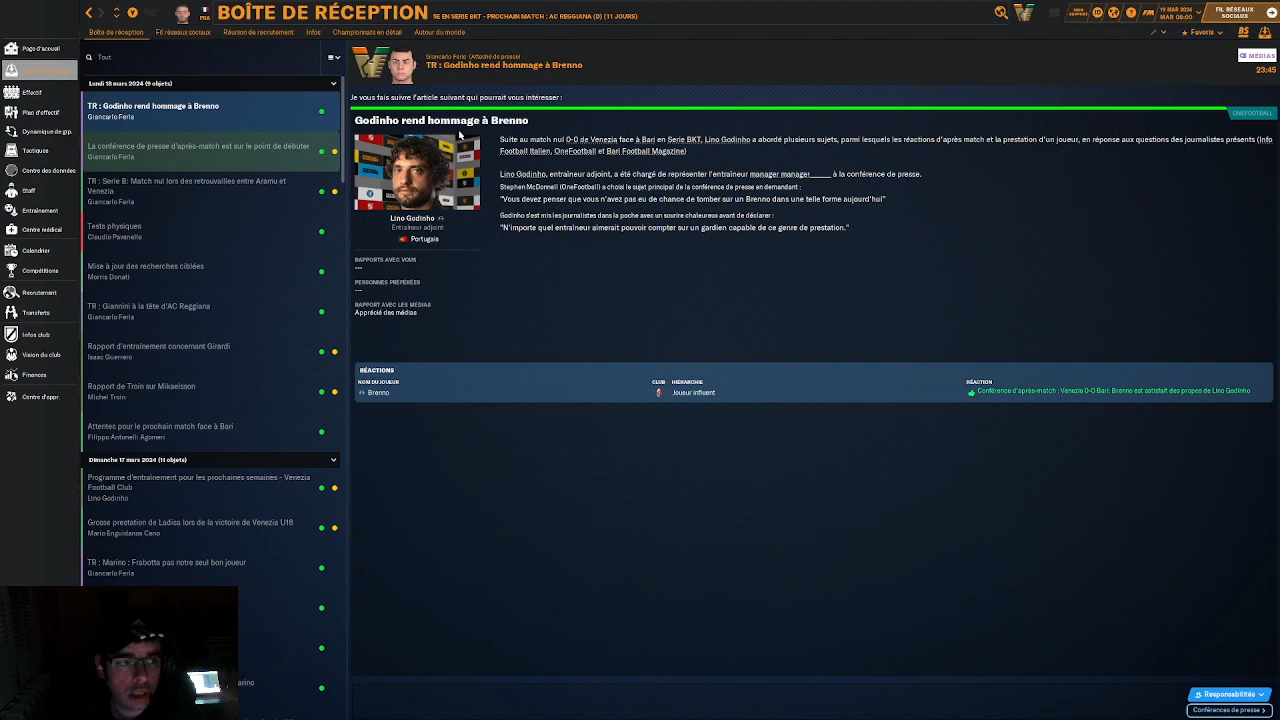 BOÎTE DE RÉCEPTION
5E EN SERIE BKT - PROCHAIN MATCH : AC REGGIANA (D) (11 JOURS)
FRA
FM
19 MAR 2024
MAR 06:00
FIL RÉSEAUX
SOCIAUX
Boîte de réception
Fil réseaux sociaux
Réunion de recrutement
Infos
Championnats en détail
Autour du monde
Favoris
BS
Page d'accueil
Effectif
Plan d'effectif
Dynamique de grp.
Tactiques
Centre des données
Staff
Entraînement
Centre médical
Calendrier
Compétitions
Recrutement
Transferts
Infos club
Vision du club
Finances
Centre d'appr.
Tout
Lundi 18 mars 2024 (9 objets)
TR : Godinho rend hommage à Brenno
Giancarlo Ferla
La conférence de presse d'après-match est sur le point de débuter
Giancarlo Ferla
TR : Serie B: Match nul lors des retrouvailles entre Aramu et
Venezia
Giancarlo Ferla
Tests physiques
Claudio Pavanello
Mise à jour des recherches ciblées
Morris Donati
TR : Giannini à la tête d'AC Reggiana
Giancarlo Ferla
Rapport d'entraînement concernant Girardi
Isaac Guerrero
Rapport de Troin sur Mikaelsson
Michel Troin
Attentes pour le prochain match face à Bari
Filippo Antonelli Agomeri
Dimanche 17 mars 2024 (11 objets)
Programme d'entraînement pour les prochaines semaines - Venezia
Football Club
Lino Godinho
Grosse prestation de Ladisa lors de la victoire de Venezia U18
Mario Enguidanos Cano
TR : Marino : Frabotta pas notre seul bon joueur
Giancarlo Ferla
arino
Giancarlo Ferla (Attaché de presse)
TR : Godinho rend hommage à Brenno
MÉDIAS
23:45
Je vous fais suivre l'article suivant qui pourrait vous intéresser :
Godinho rend hommage à Brenno
ONEFOOTBALL
Lino Godinho
Entraîneur adjoint
Portugais
RAPPORTS AVEC VOUS
---
PERSONNES PRÉFÉRÉES
---
RAPPORT AVEC LES MÉDIAS
Apprécié des médias
Suite au match nul 0-0 de Venezia face à Bari en Serie BKT, Lino Godinho a abordé plusieurs sujets, parmi lesquels les réactions d'après match et la prestation d'un joueur, en réponse aux questions des journalistes présents (Info
Football Italien, OneFootball et Bari Football Magazine)
Lino Godinho, entraîneur adjoint, a été chargé de représenter l'entraîneur manager manager_____ à la conférence de presse.
Stephen McDonnell (OneFootball) a choisi le sujet principal de la conférence de presse en demandant :
"Vous devez penser que vous n'avez pas eu de chance de tomber sur un Brenno dans une telle forme aujourd'hui"
Godinho s'est mis les journalistes dans la poche avec un sourire chaleureux avant de déclarer :
"N'importe quel entraîneur aimerait pouvoir compter sur un gardien capable de ce genre de prestation."
RÉACTIONS
NOM DU JOUEUR
CLUB
HIÉRARCHIE
RÉACTION
Brenno
Joueur influent
Conférence d'après-match : Venezia 0-0 Bari: Brenno est satisfait des propos de Lino Godinho
Responsabilités
Conférences de presse >